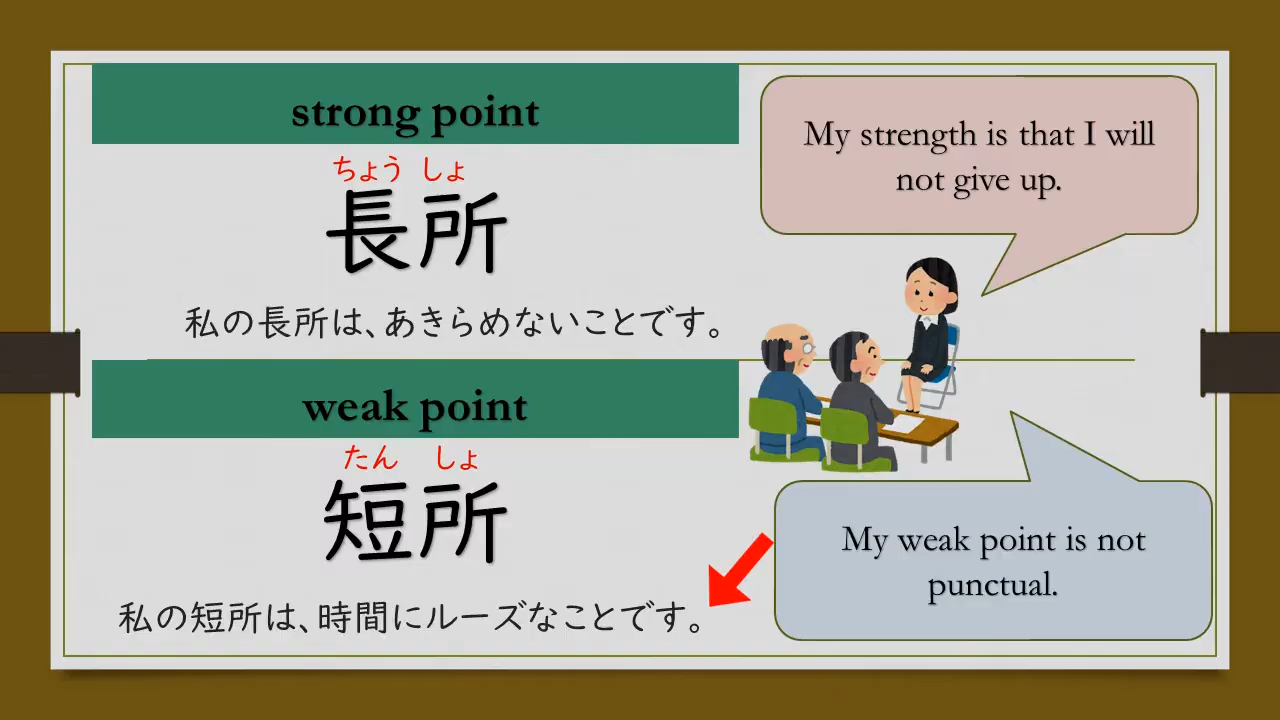 strong point
ちょう しょ
長所
私の長所は、あきらめないことです。
My strength is that I will
not give up.
weak point
たん しょ
短所
私の短所は、時間にルーズなことです。
My weak point is not
punctual.